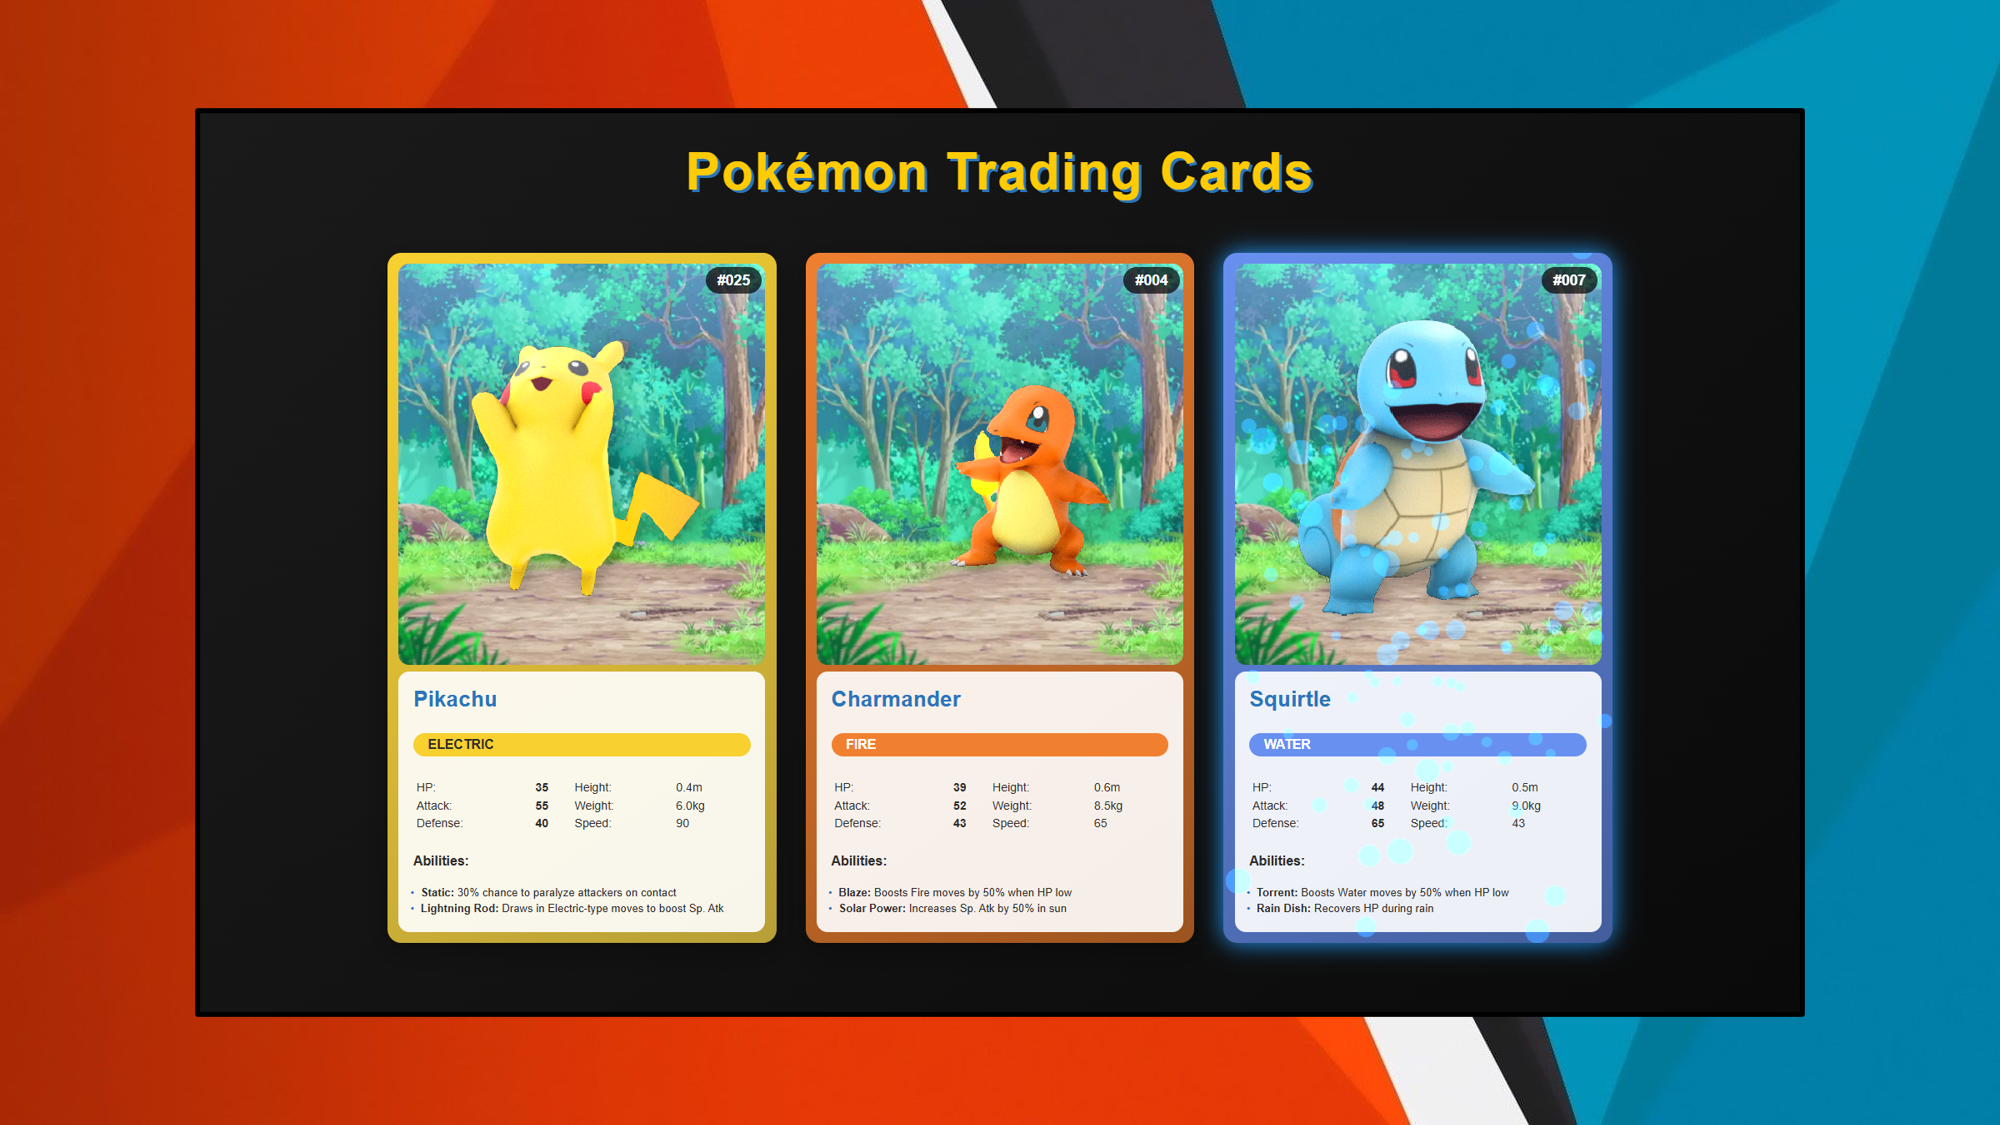 Pokémon Trading Cards
#025
Pikachu
ELECTRIC
HP: 35 Height: 0.4m
Attack: 55 Weight: 6.0kg
Defense: 40 Speed: 90
Abilities:
• Static: 30% chance to paralyze attackers on contact
• Lightning Rod: Draws in Electric-type moves to boost Sp. Atk
#004
Charmander
FIRE
HP: 39 Height: 0.6m
Attack: 52 Weight: 8.5kg
Defense: 43 Speed: 65
Abilities:
• Blaze: Boosts Fire moves by 50% when HP low
• Solar Power: Increases Sp. Atk by 50% in sun
#007
Squirtle
WATER
HP: 44 Height: 0.5m
Attack: 48 Weight: 9.0kg
Defense: 65 Speed: 43
Abilities:
• Torrent: Boosts Water moves by 50% when HP low
• Rain Dish: Recovers HP during rain